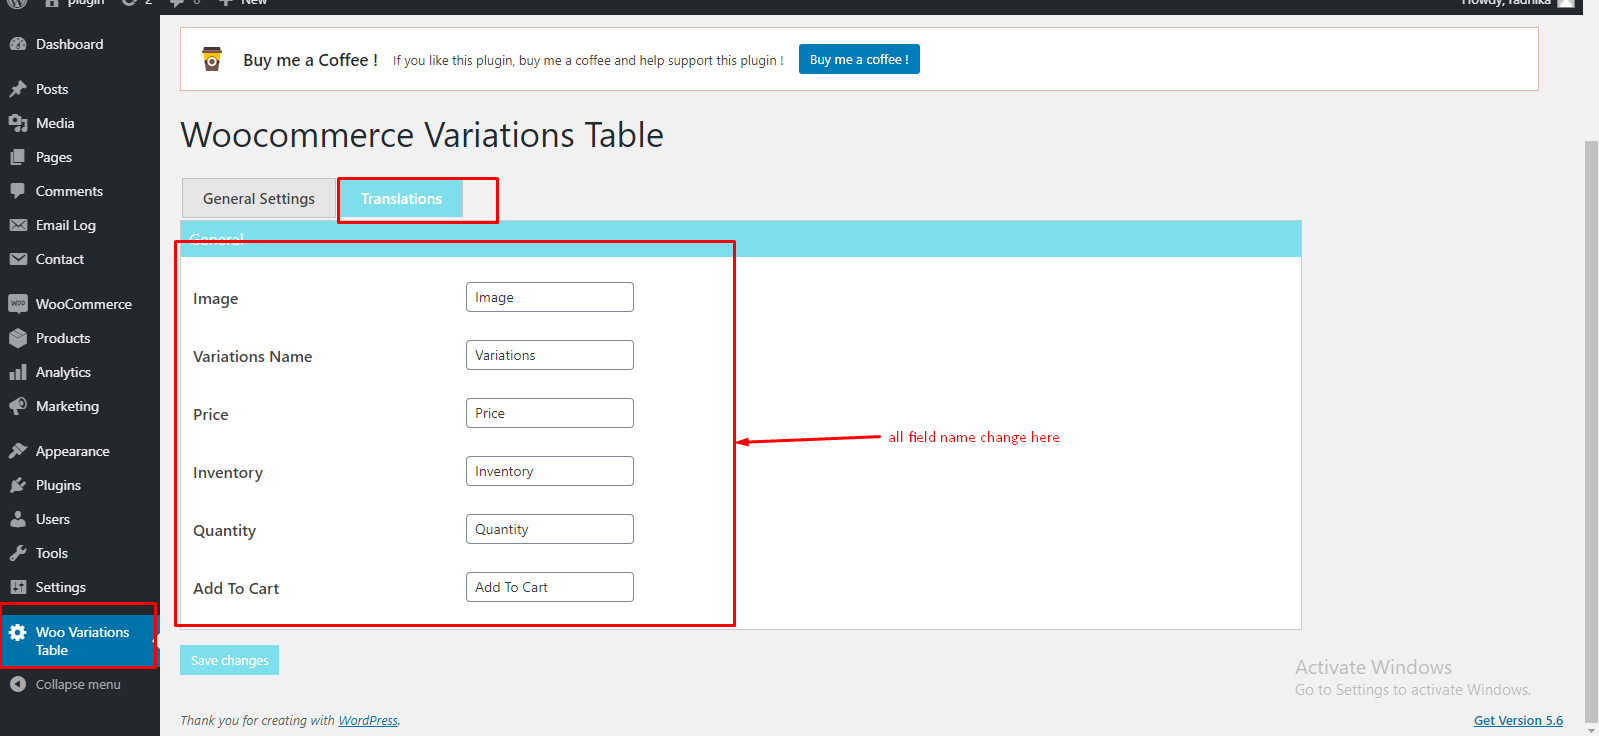 plugin 2 0 New
Howdy, radhika
Dashboard
Posts
Media
Pages
Comments
Email Log
Contact
WooCommerce
Products
Analytics
Marketing
Appearance
Plugins
Users
Tools
Settings
Woo Variations
Table
Collapse menu
Buy me a Coffee ! If you like this plugin, buy me a coffee and help support this plugin ! Buy me a coffee !
Woocommerce Variations Table
General Settings Translations
General
Image Image
Variations Name Variations
Price Price
all field name change here
Inventory Inventory
Quantity Quantity
Add To Cart Add To Cart
Save changes
Activate Windows
Go to Settings to activate Windows.
Thank you for creating with WordPress.
Get Version 5.6